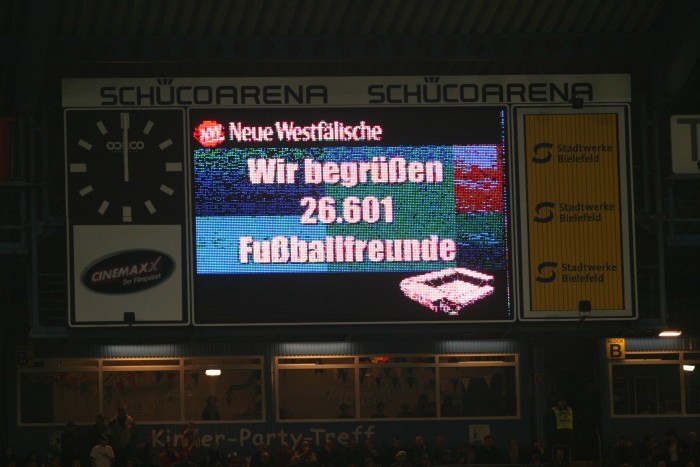 SCHÜCOARENA SCHÜCOARENA
NW Neue Westfälische
Wir begrüßen
26.601
Fußballfreunde
CINEMAXX
Der Filmpalast
Stadtwerke
Bielefeld
Stadtwerke
Bielefeld
Stadtwerke
Bielefeld
T
B
B
Kinder-Party-Treff